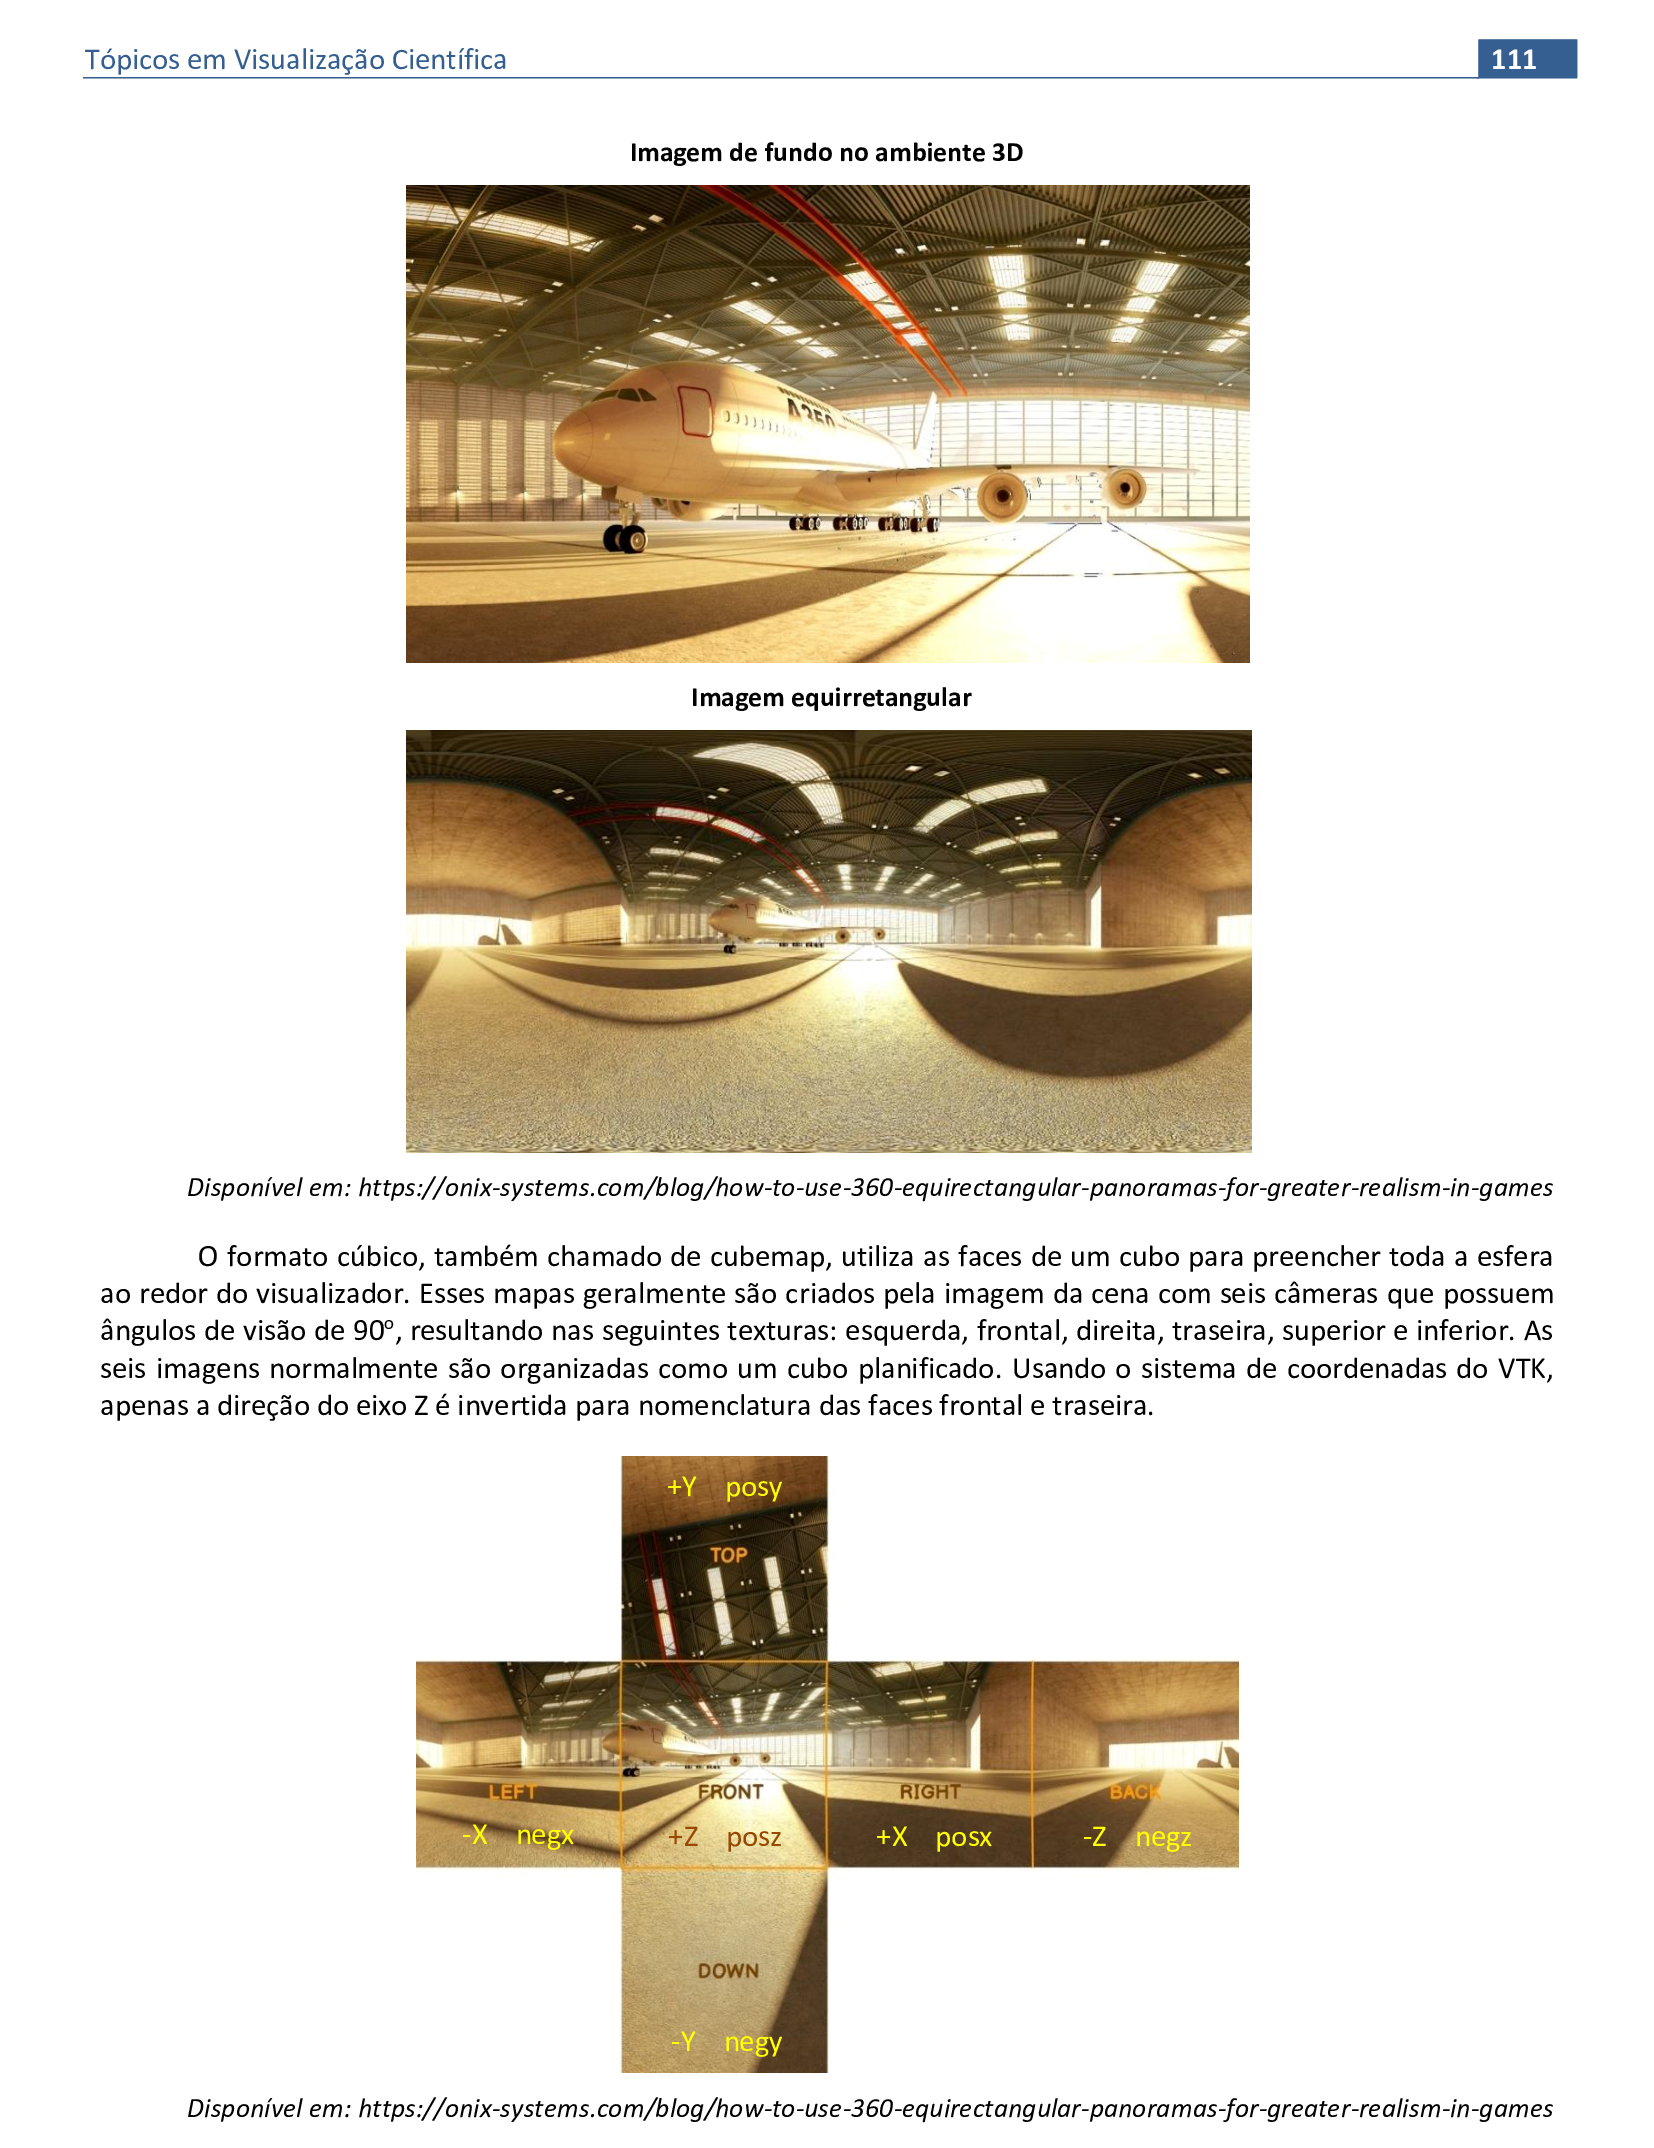 Tópicos em Visualização Científica 111
Imagem de fundo no ambiente 3D
A350
Imagem equirretangular
Disponível em: https://onix-systems.com/blog/how-to-use-360-equirectangular-panoramas-for-greater-realism-in-games
O formato cúbico, também chamado de cubemap, utiliza as faces de um cubo para preencher toda a esfera
ao redor do visualizador. Esses mapas geralmente são criados pela imagem da cena com seis câmeras que possuem
ângulos de visão de 90º, resultando nas seguintes texturas: esquerda, frontal, direita, traseira, superior e inferior. As
seis imagens normalmente são organizadas como um cubo planificado. Usando o sistema de coordenadas do VTK,
apenas a direção do eixo Z é invertida para nomenclatura das faces frontal e traseira.
+Y posy
TOP
LEFT FRONT RIGHT BACK
-X negx +Z posz +X posx -Z negz
DOWN
-Y negy
Disponível em: https://onix-systems.com/blog/how-to-use-360-equirectangular-panoramas-for-greater-realism-in-games